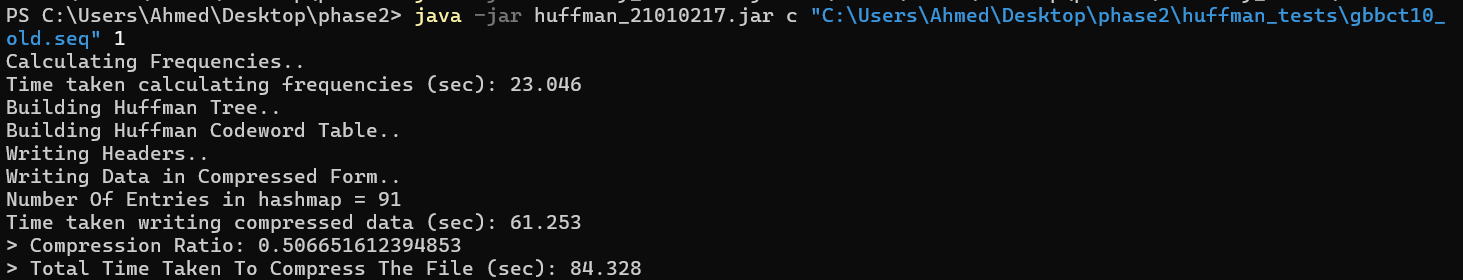 PS C:\Users\Ahmed\Desktop\phase2> java -jar huffman_21010217.jar c "C:\Users\Ahmed\Desktop\phase2\huffman_tests\gbbct10_
old.seq" 1
Calculating Frequencies..
Time taken calculating frequencies (sec): 23.046
Building Huffman Tree..
Building Huffman Codeword Table..
Writing Headers..
Writing Data in Compressed Form..
Number Of Entries in hashmap = 91
Time taken writing compressed data (sec): 61.253
> Compression Ratio: 0.506651612394853
> Total Time Taken To Compress The File (sec): 84.328